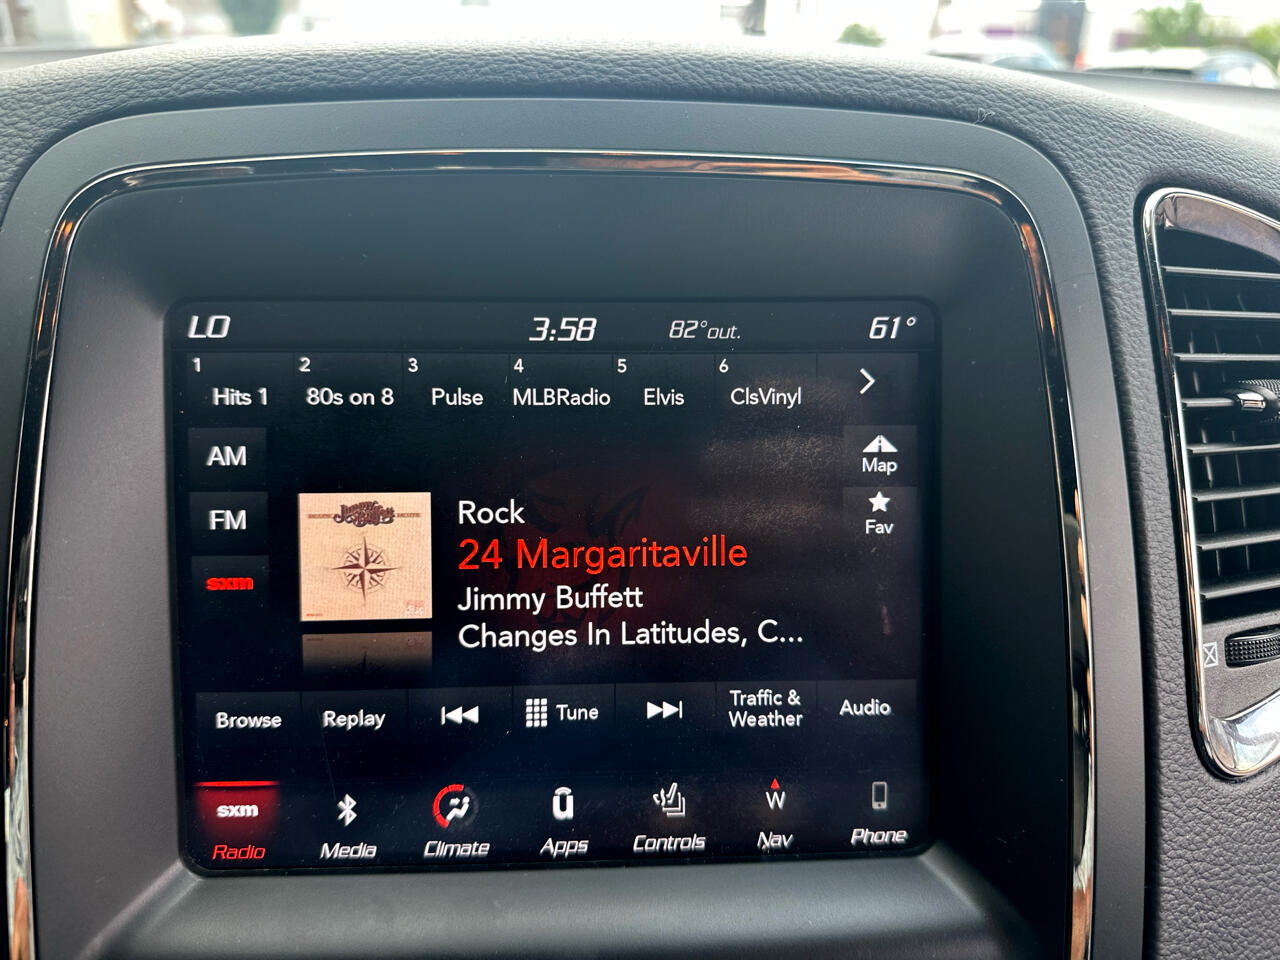 LO 3:58 82°out. 61°
1 2 3 4 5 6
Hits 1 80s on 8 Pulse MLBRadio Elvis ClsVinyl
AM
Map
FM
Fav
sxm
Jimmy
Buffett
Rock
24 Margaritaville
Jimmy Buffett
Changes In Latitudes, C...
Browse Replay Tune Traffic &
Weather Audio
sxm W
Radio Media Climate Apps Controls Nav Phone